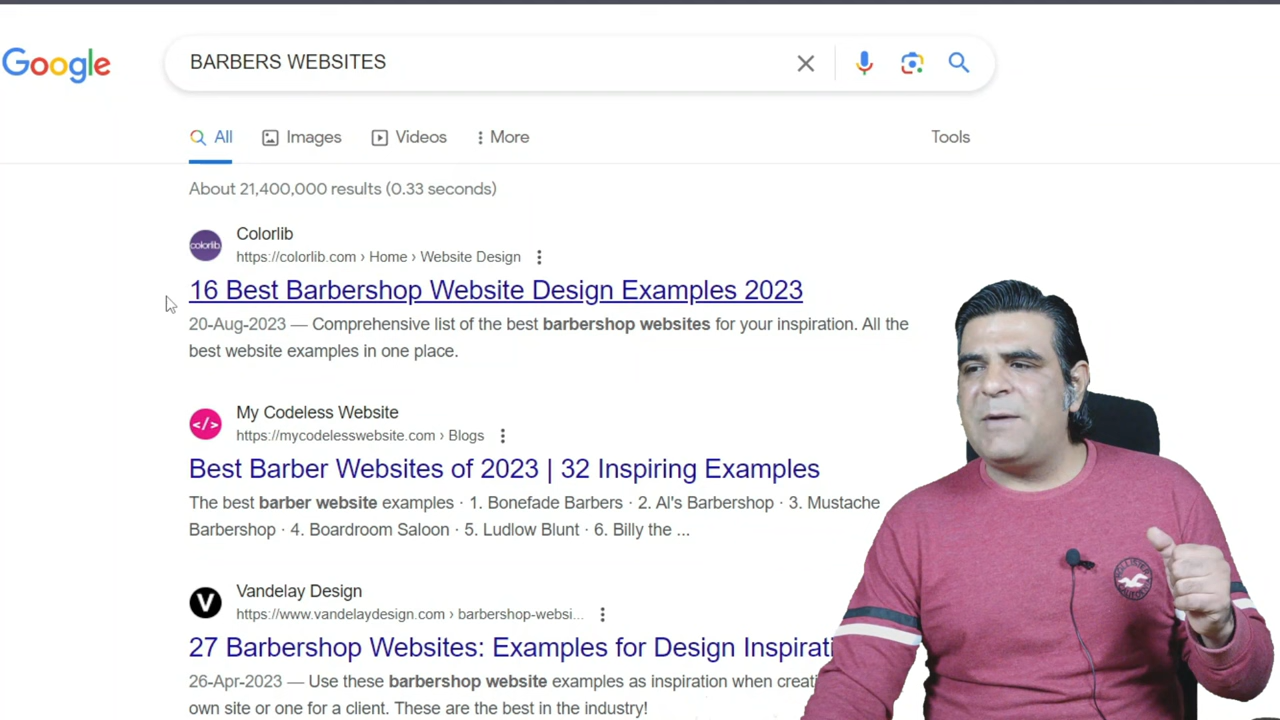 Google
BARBERS WEBSITES
All Images Videos More Tools
About 21,400,000 results (0.33 seconds)
colorlib
Colorlib
https://colorlib.com › Home › Website Design
16 Best Barbershop Website Design Examples 2023
20-Aug-2023 — Comprehensive list of the best barbershop websites for your inspiration. All the
best website examples in one place.
</>
My Codeless Website
https://mycodelesswebsite.com › Blogs
Best Barber Websites of 2023 | 32 Inspiring Examples
The best barber website examples · 1. Bonefade Barbers · 2. Al's Barbershop · 3. Mustache
Barbershop · 4. Boardroom Saloon · 5. Ludlow Blunt · 6. Billy the ...
V
Vandelay Design
https://www.vandelaydesign.com › barbershop-websi...
27 Barbershop Websites: Examples for Design Inspirati
26-Apr-2023 — Use these barbershop website examples as inspiration when creati
own site or one for a client. These are the best in the industry!